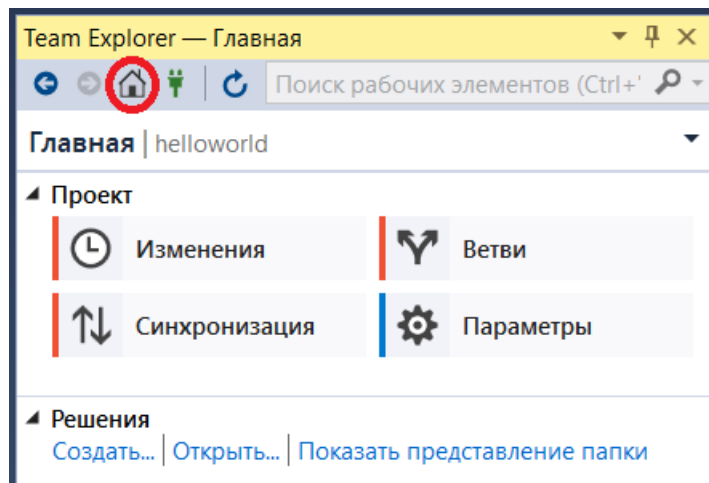 Team Explorer — Главная
Поиск рабочих элементов (Ctrl+'
Главная | helloworld
Проект
Изменения
Ветви
Синхронизация
Параметры
Решения
Создать... | Открыть... | Показать представление папки